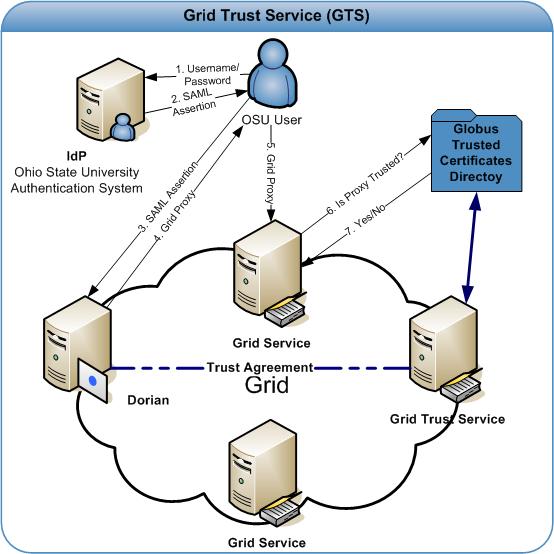 Grid Trust Service (GTS)
1. Username/
Password
2. SAML
Assertion
OSU User
IdP
Ohio State University
Authentication System
Globus
Trusted
Certificates
Directoy
3. SAML Assertion
4. Grid Proxy
5. Grid Proxy
6. Is Proxy Trusted?
7. Yes/No
Grid Service
Trust Agreement
Grid
Dorian
Grid Trust Service
Grid Service